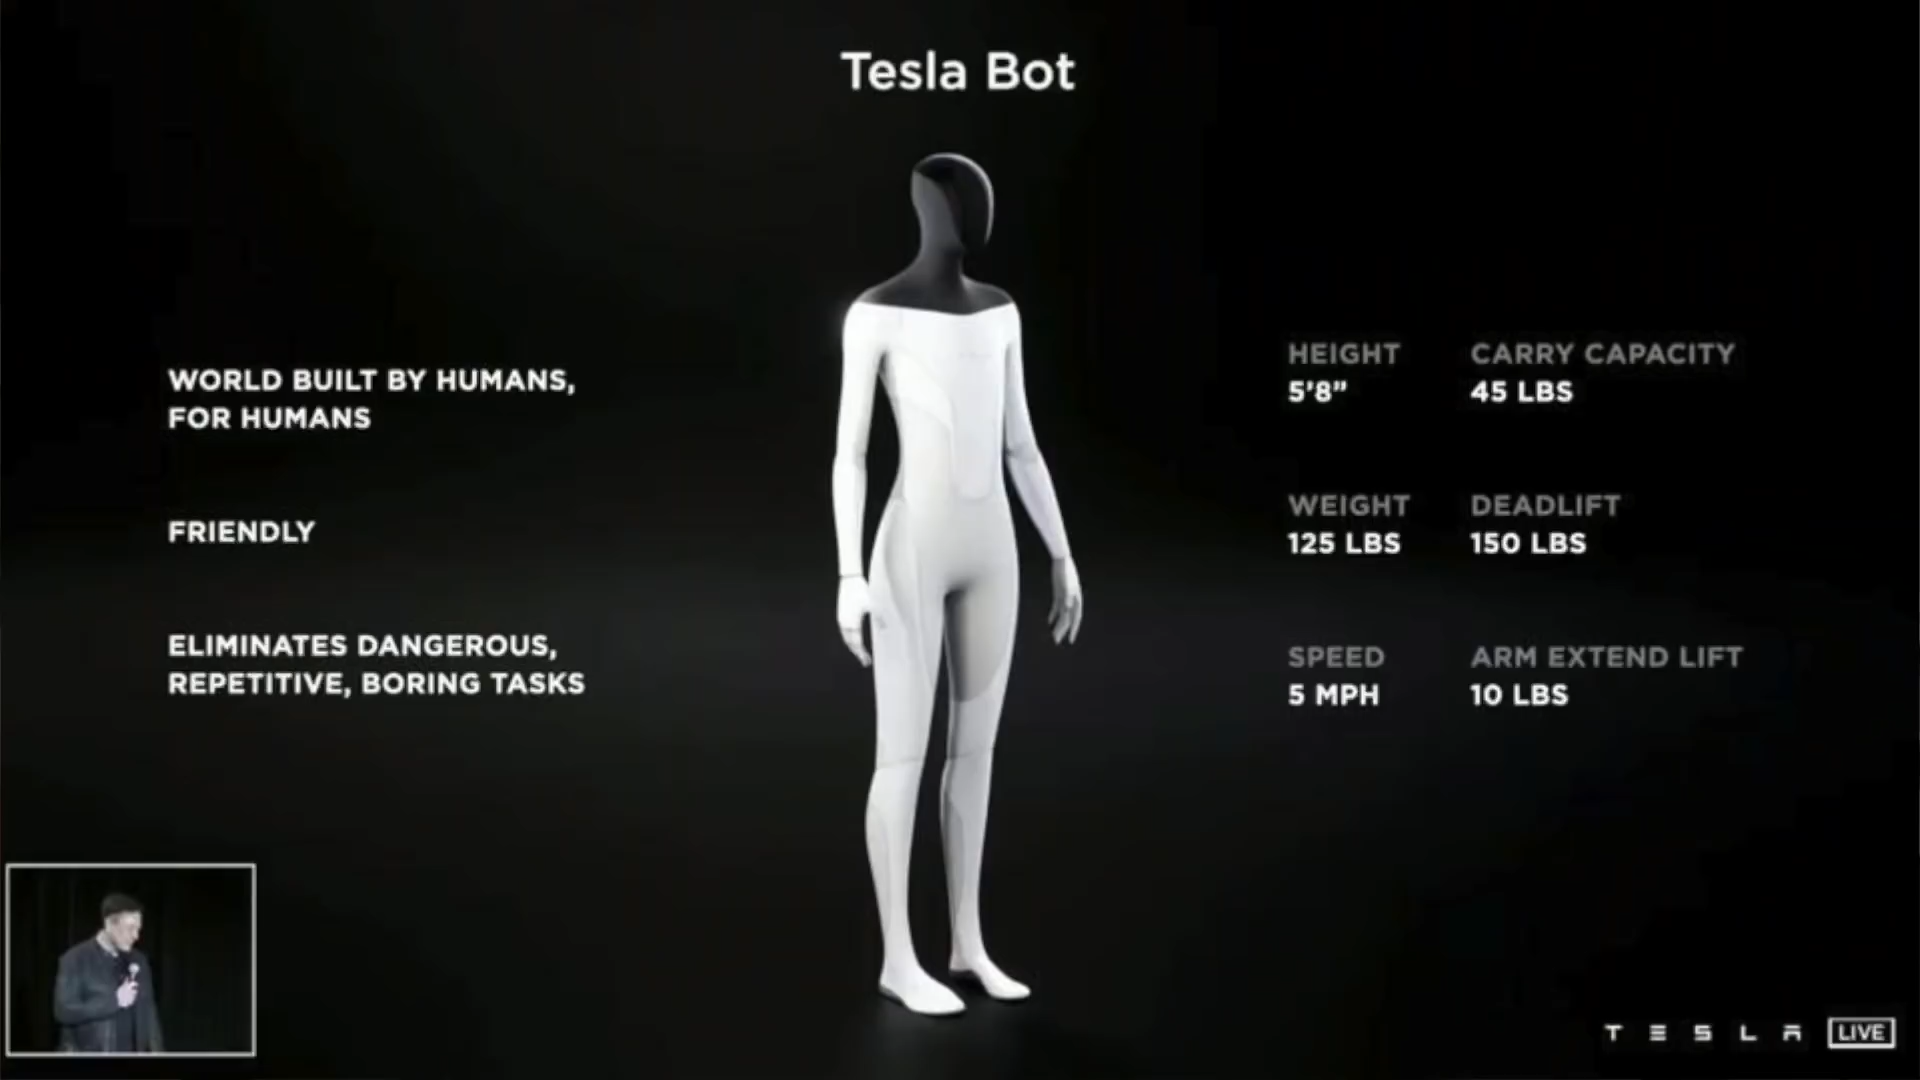 Tesla Bot
WORLD BUILT BY HUMANS,
FOR HUMANS
FRIENDLY
ELIMINATES DANGEROUS,
REPETITIVE, BORING TASKS
HEIGHT
5’8”
CARRY CAPACITY
45 LBS
WEIGHT
125 LBS
DEADLIFT
150 LBS
SPEED
5 MPH
ARM EXTEND LIFT
10 LBS
TESLA LIVE